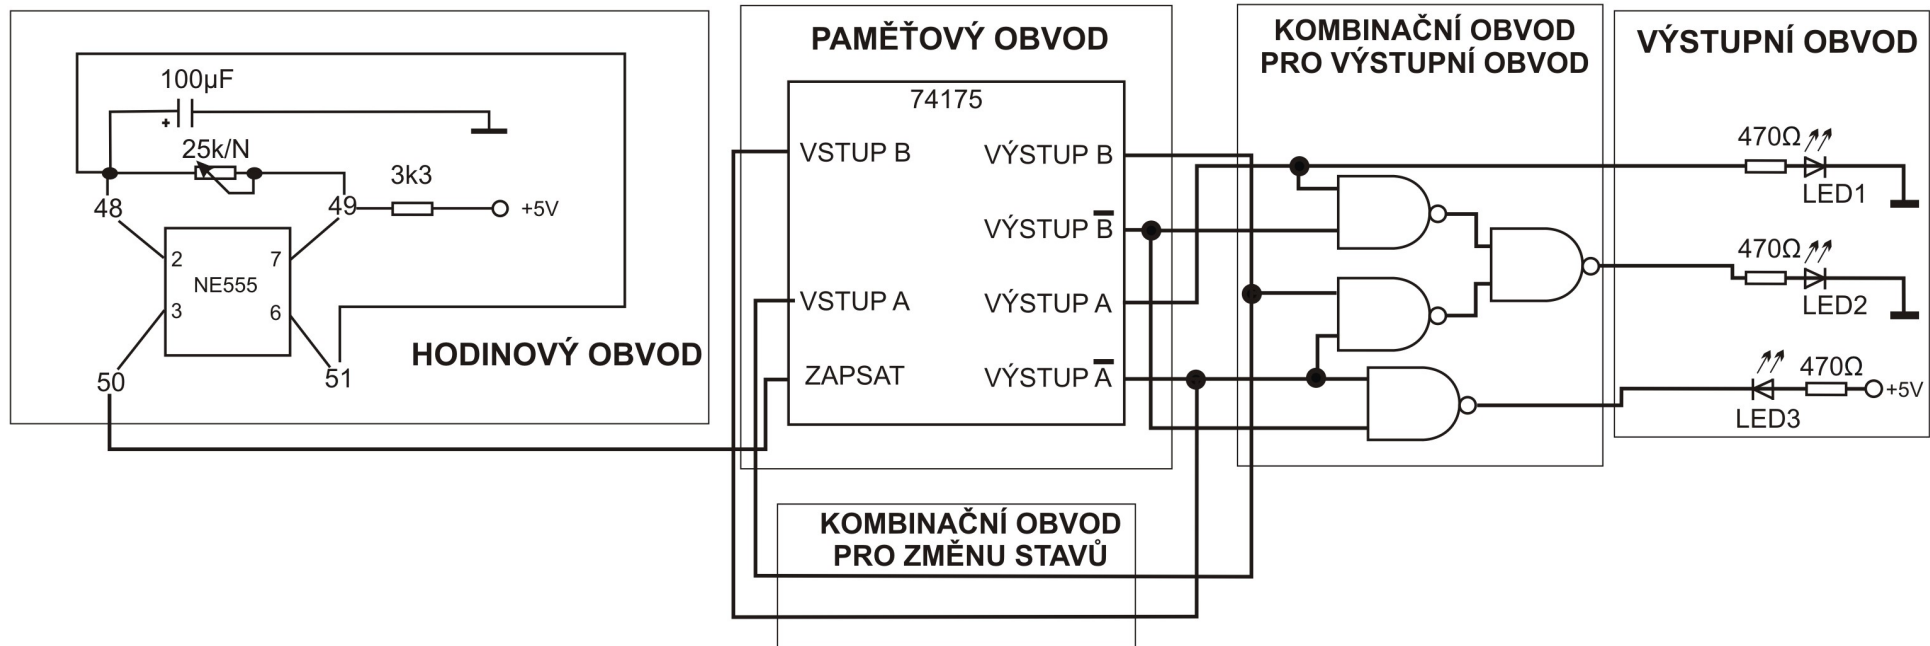 100µF
+
25k/N
3k3
48
49
+5V
2
7
NE555
3
6
50
51
HODINOVÝ OBVOD
PAMĚŤOVÝ OBVOD
74175
VSTUP B
VÝSTUP B
VÝSTUP B̅
VSTUP A
VÝSTUP A
ZAPSAT
VÝSTUP A̅
KOMBINAČNÍ OBVOD
PRO ZMĚNU STAVŮ
KOMBINAČNÍ OBVOD
PRO VÝSTUPNÍ OBVOD
VÝSTUPNÍ OBVOD
470Ω
LED1
470Ω
LED2
470Ω
+5V
LED3